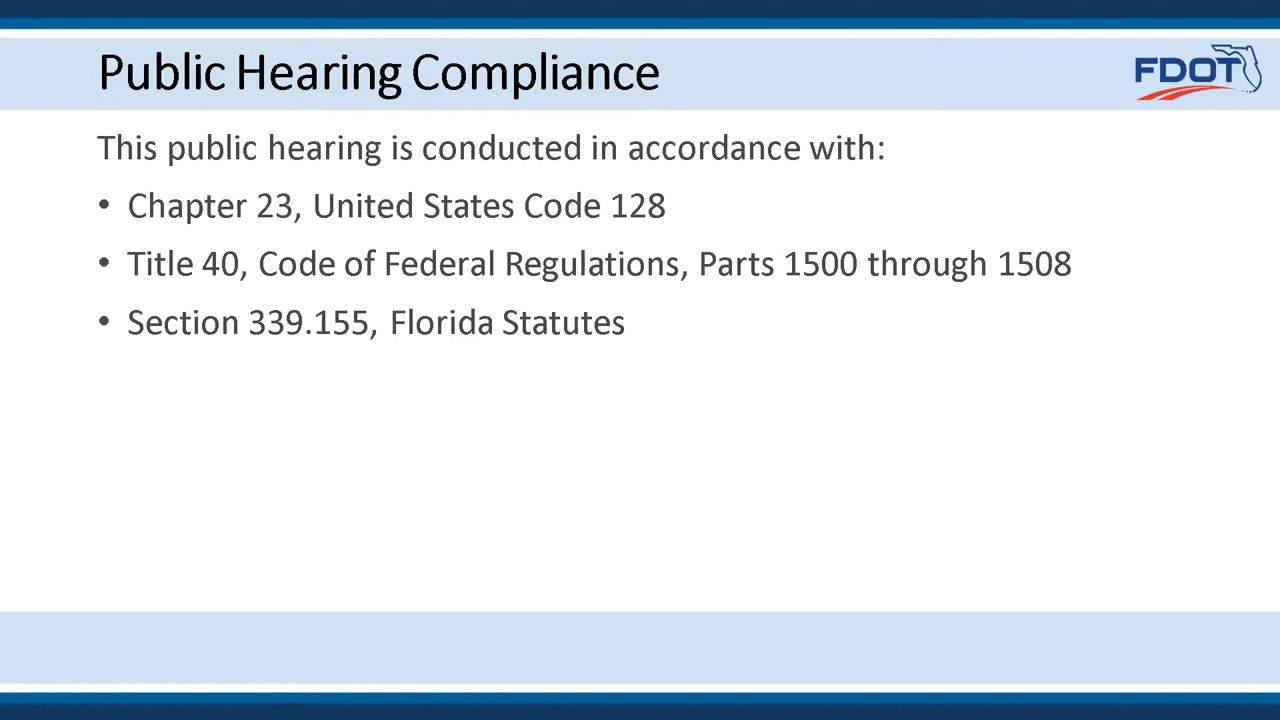 Public Hearing Compliance
FDOT
This public hearing is conducted in accordance with:
• Chapter 23, United States Code 128
• Title 40, Code of Federal Regulations, Parts 1500 through 1508
• Section 339.155, Florida Statutes